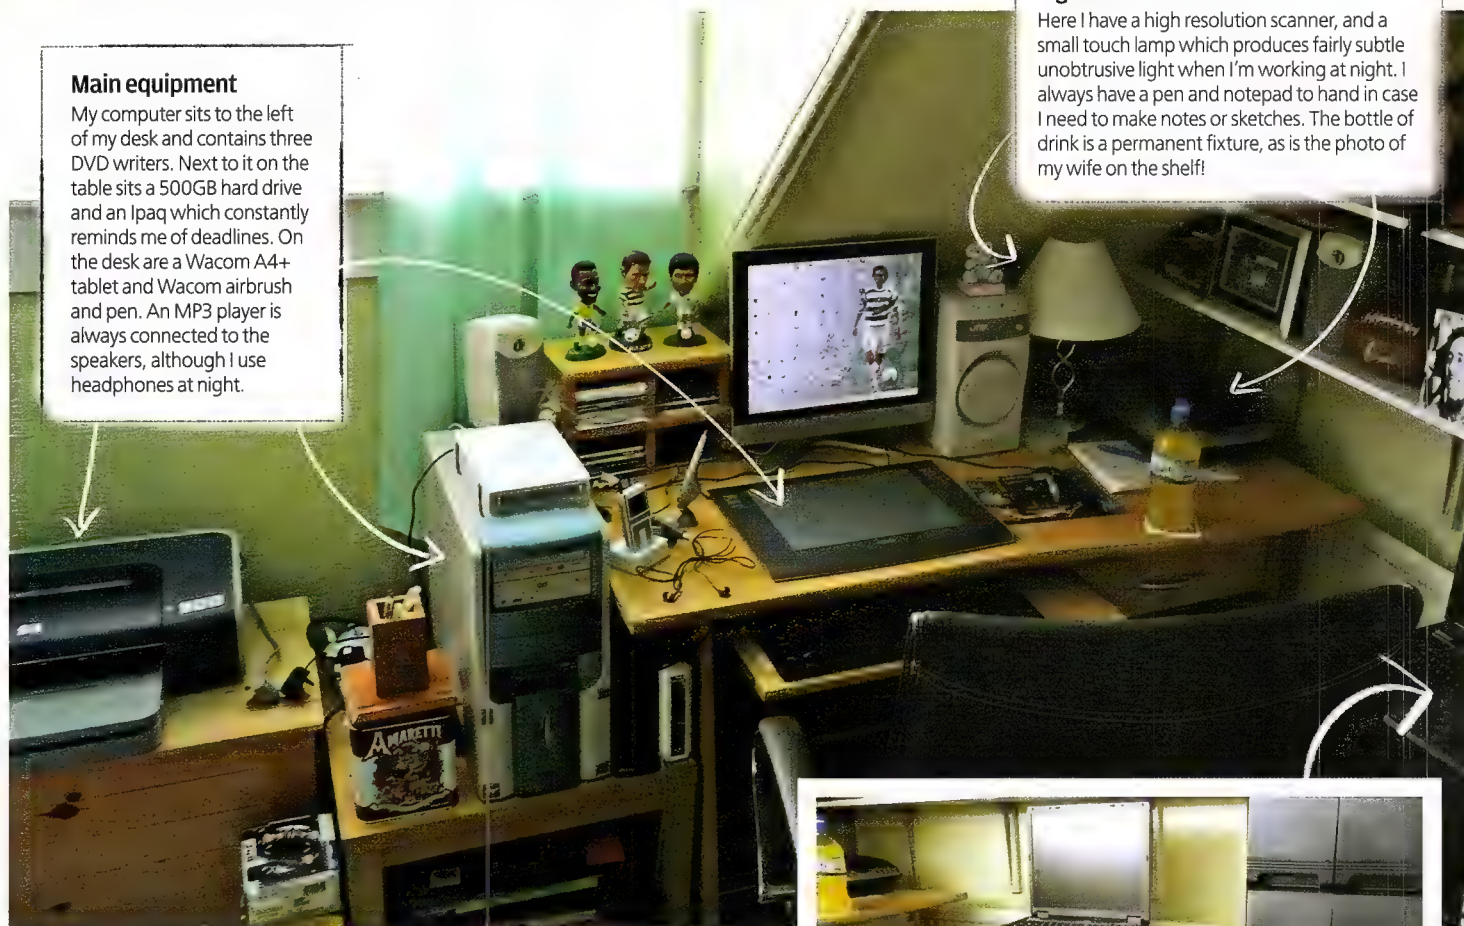 Main equipment
My computer sits to the left
of my desk and contains three
DVD writers. Next to it on the
table sits a 500GB hard drive
and an Ipaq which constantly
reminds me of deadlines. On
the desk are a Wacom A4+
tablet and Wacom airbrush
and pen. An MP3 player is
always connected to the
speakers, although I use
headphones at night.
Here I have a high resolution scanner, and a
small touch lamp which produces fairly subtle
unobtrusive light when I'm working at night. I
always have a pen and notepad to hand in case
I need to make notes or sketches. The bottle of
drink is a permanent fixture, as is the photo of
my wife on the shelf!
AMARETTI